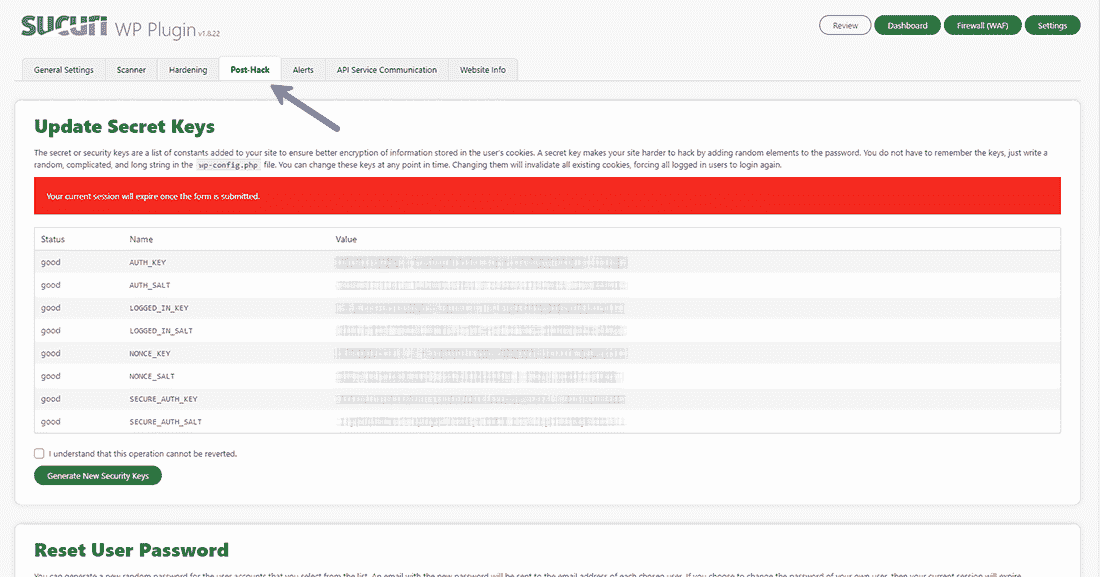 SUCURI WP Plugin v1.8.22
Review Dashboard Firewall (WAF) Settings
General Settings Scanner Hardening Post-Hack Alerts API Service Communication Website Info
Update Secret Keys
The secret or security keys are a list of constants added to your site to ensure better encryption of information stored in the user's cookies. A secret key makes your site harder to hack by adding random elements to the password. You do not have to remember the keys, just write a
random, complicated, and long string in the wp-config.php file. You can change these keys at any point in time. Changing them will invalidate all existing cookies, forcing all logged in users to login again.
Your current session will expire once the form is submitted.
Status Name Value
good AUTH_KEY
good AUTH_SALT
good LOGGED_IN_KEY
good LOGGED_IN_SALT
good NONCE_KEY
good NONCE_SALT
good SECURE_AUTH_KEY
good SECURE_AUTH_SALT
I understand that this operation cannot be reverted.
Generate New Security Keys
Reset User Password
You can generate a new random password for the user accounts that you select from the list. An email with the new password will be sent to the email address of each chosen user. If you choose to change the password of your own user, then your current session will expire